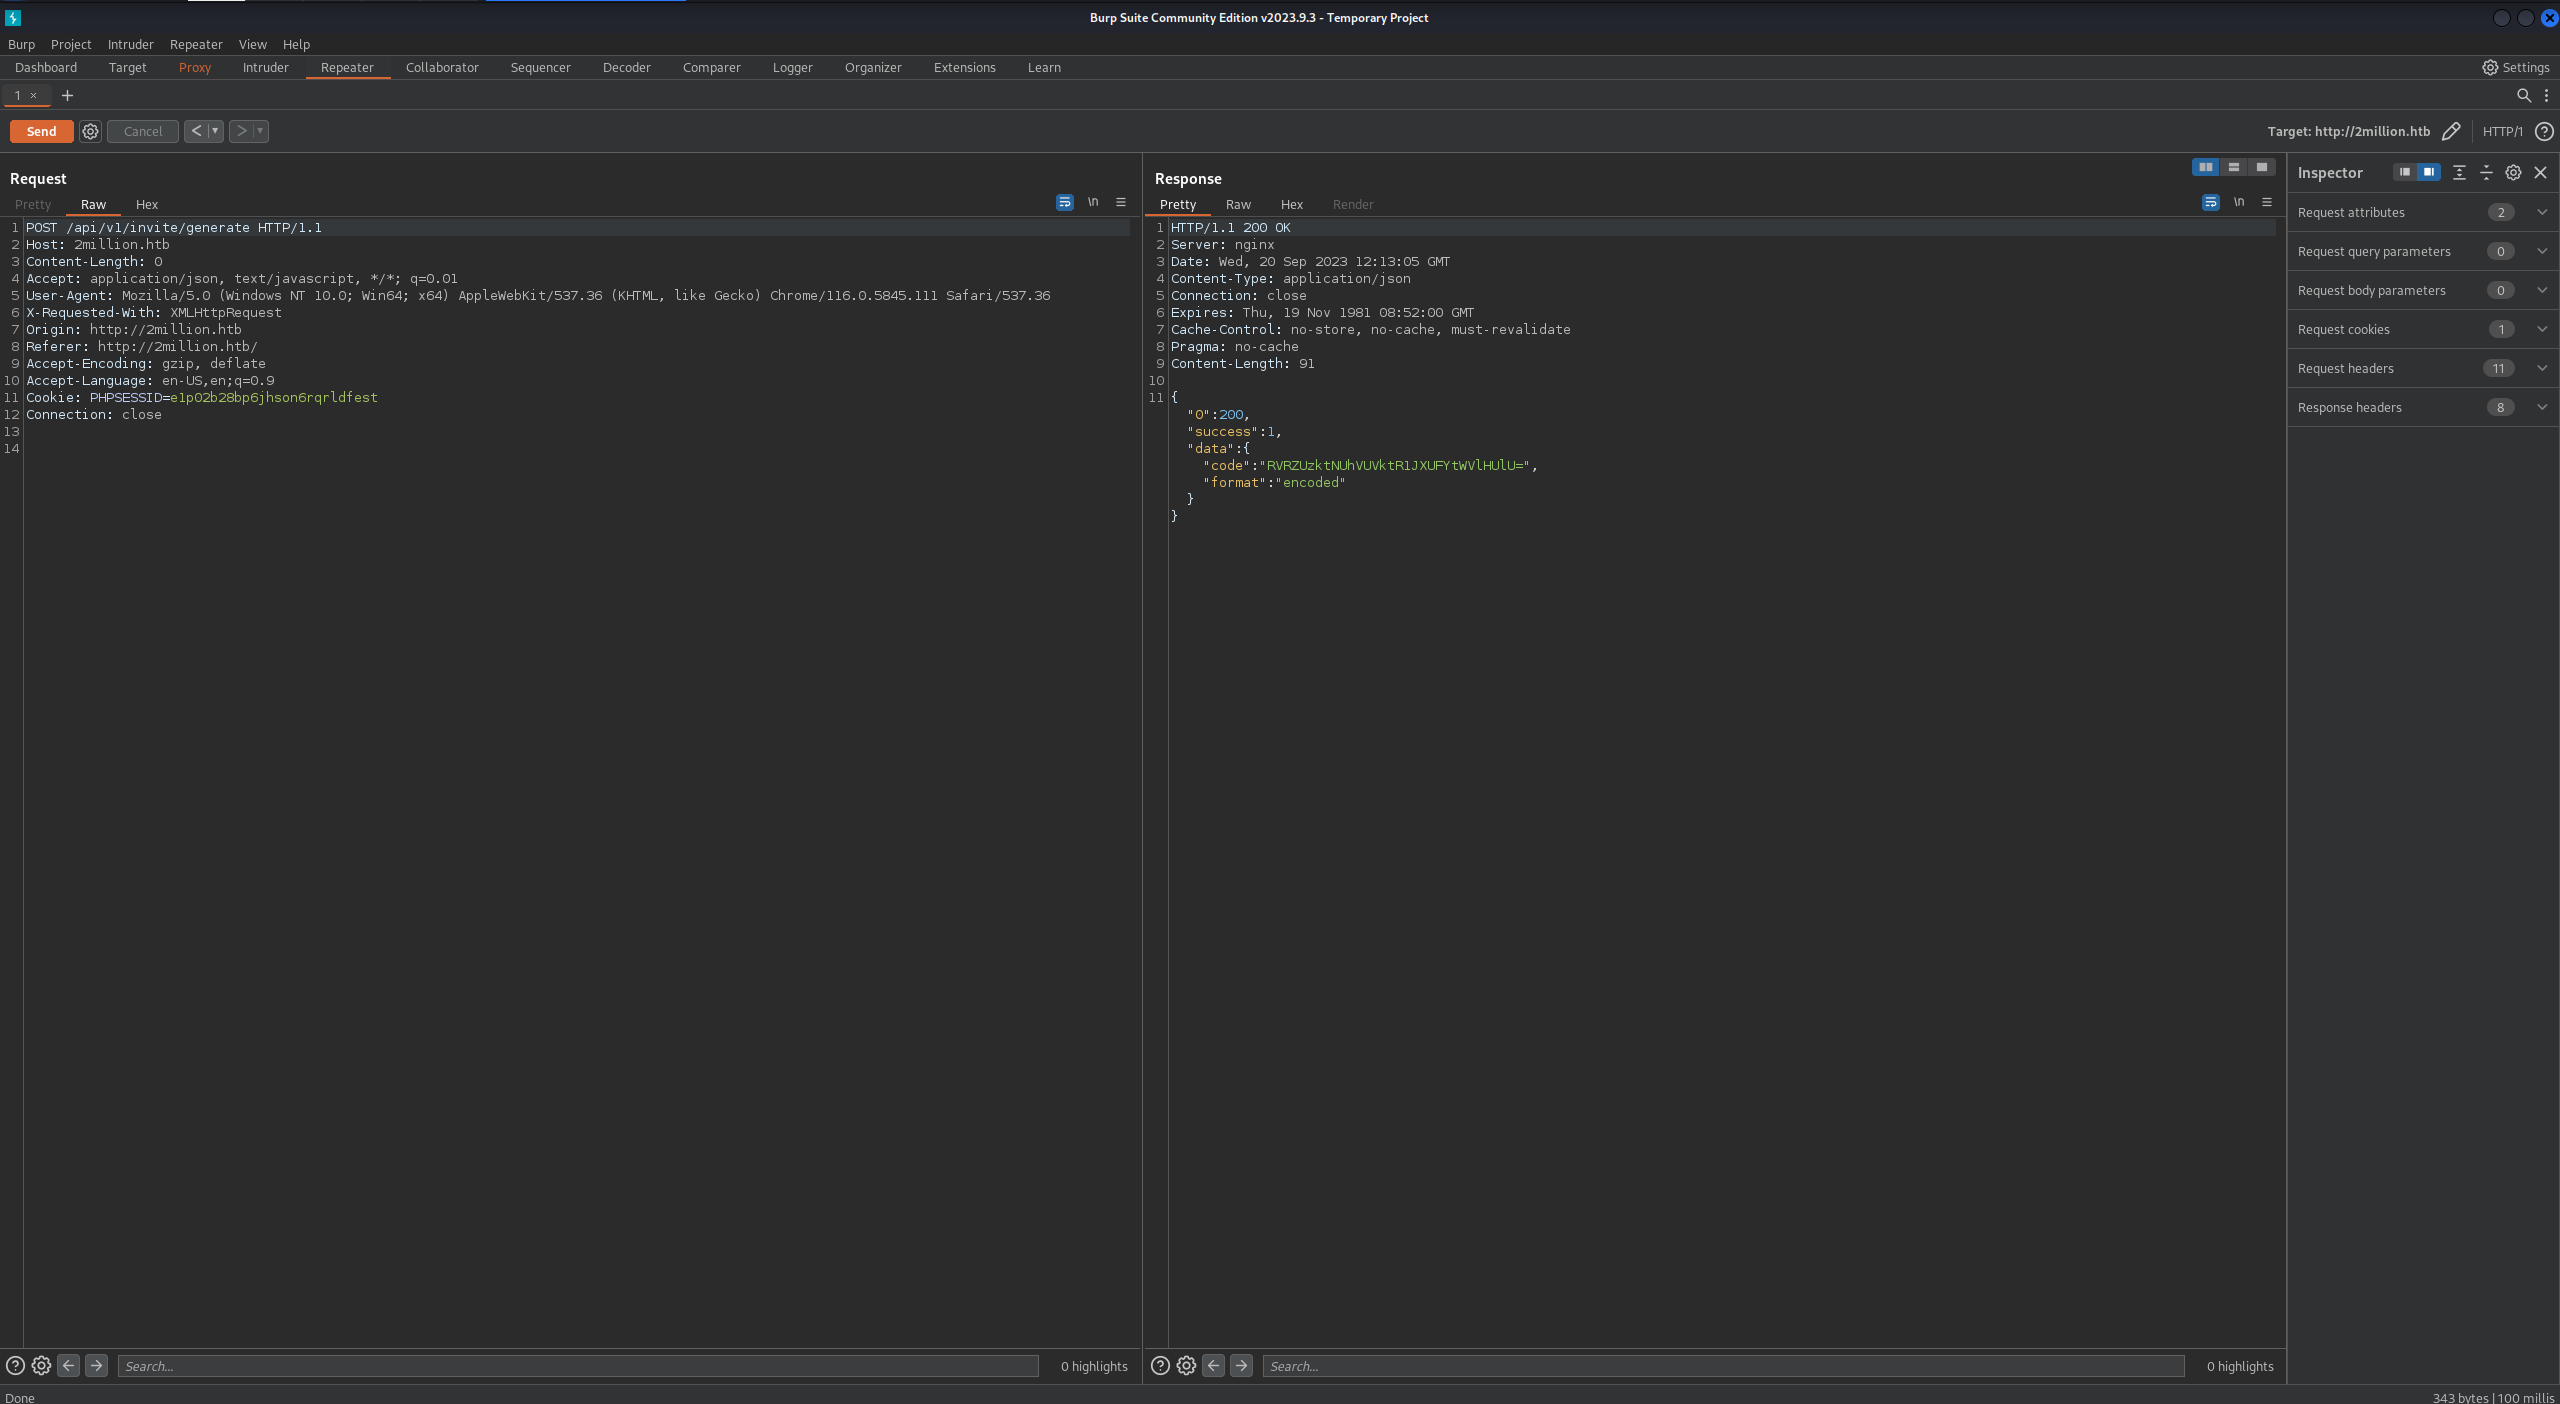 Burp Suite Community Edition v2023.9.3 - Temporary Project
Burp Project Intruder Repeater View Help
Dashboard Target Proxy Intruder Repeater Collaborator Sequencer Decoder Comparer Logger Organizer Extensions Learn Settings
1 × +
Send Cancel < > Target: http://2million.htb HTTP/1
Request
Pretty Raw Hex \n
1 POST /api/v1/invite/generate HTTP/1.1
2 Host: 2million.htb
3 Content-Length: 0
4 Accept: application/json, text/javascript, */*; q=0.01
5 User-Agent: Mozilla/5.0 (Windows NT 10.0; Win64; x64) AppleWebKit/537.36 (KHTML, like Gecko) Chrome/116.0.5845.111 Safari/537.36
6 X-Requested-With: XMLHttpRequest
7 Origin: http://2million.htb
8 Referer: http://2million.htb/
9 Accept-Encoding: gzip, deflate
10 Accept-Language: en-US,en;q=0.9
11 Cookie: PHPSESSID=e1p02b28bp6jhson6rqrldfest
12 Connection: close
13
14
Search... 0 highlights
Response
Pretty Raw Hex Render \n
1 HTTP/1.1 200 OK
2 Server: nginx
3 Date: Wed, 20 Sep 2023 12:13:05 GMT
4 Content-Type: application/json
5 Connection: close
6 Expires: Thu, 19 Nov 1981 08:52:00 GMT
7 Cache-Control: no-store, no-cache, must-revalidate
8 Pragma: no-cache
9 Content-Length: 91
10
11 {
"0":200,
"success":1,
"data":{
"code":"RVRZUzktNUhVUVktR1JXUFYtWVlHUlU=",
"format":"encoded"
}
}
Search... 0 highlights
Inspector
Request attributes 2
Request query parameters 0
Request body parameters 0
Request cookies 1
Request headers 11
Response headers 8
Done 343 bytes | 100 millis